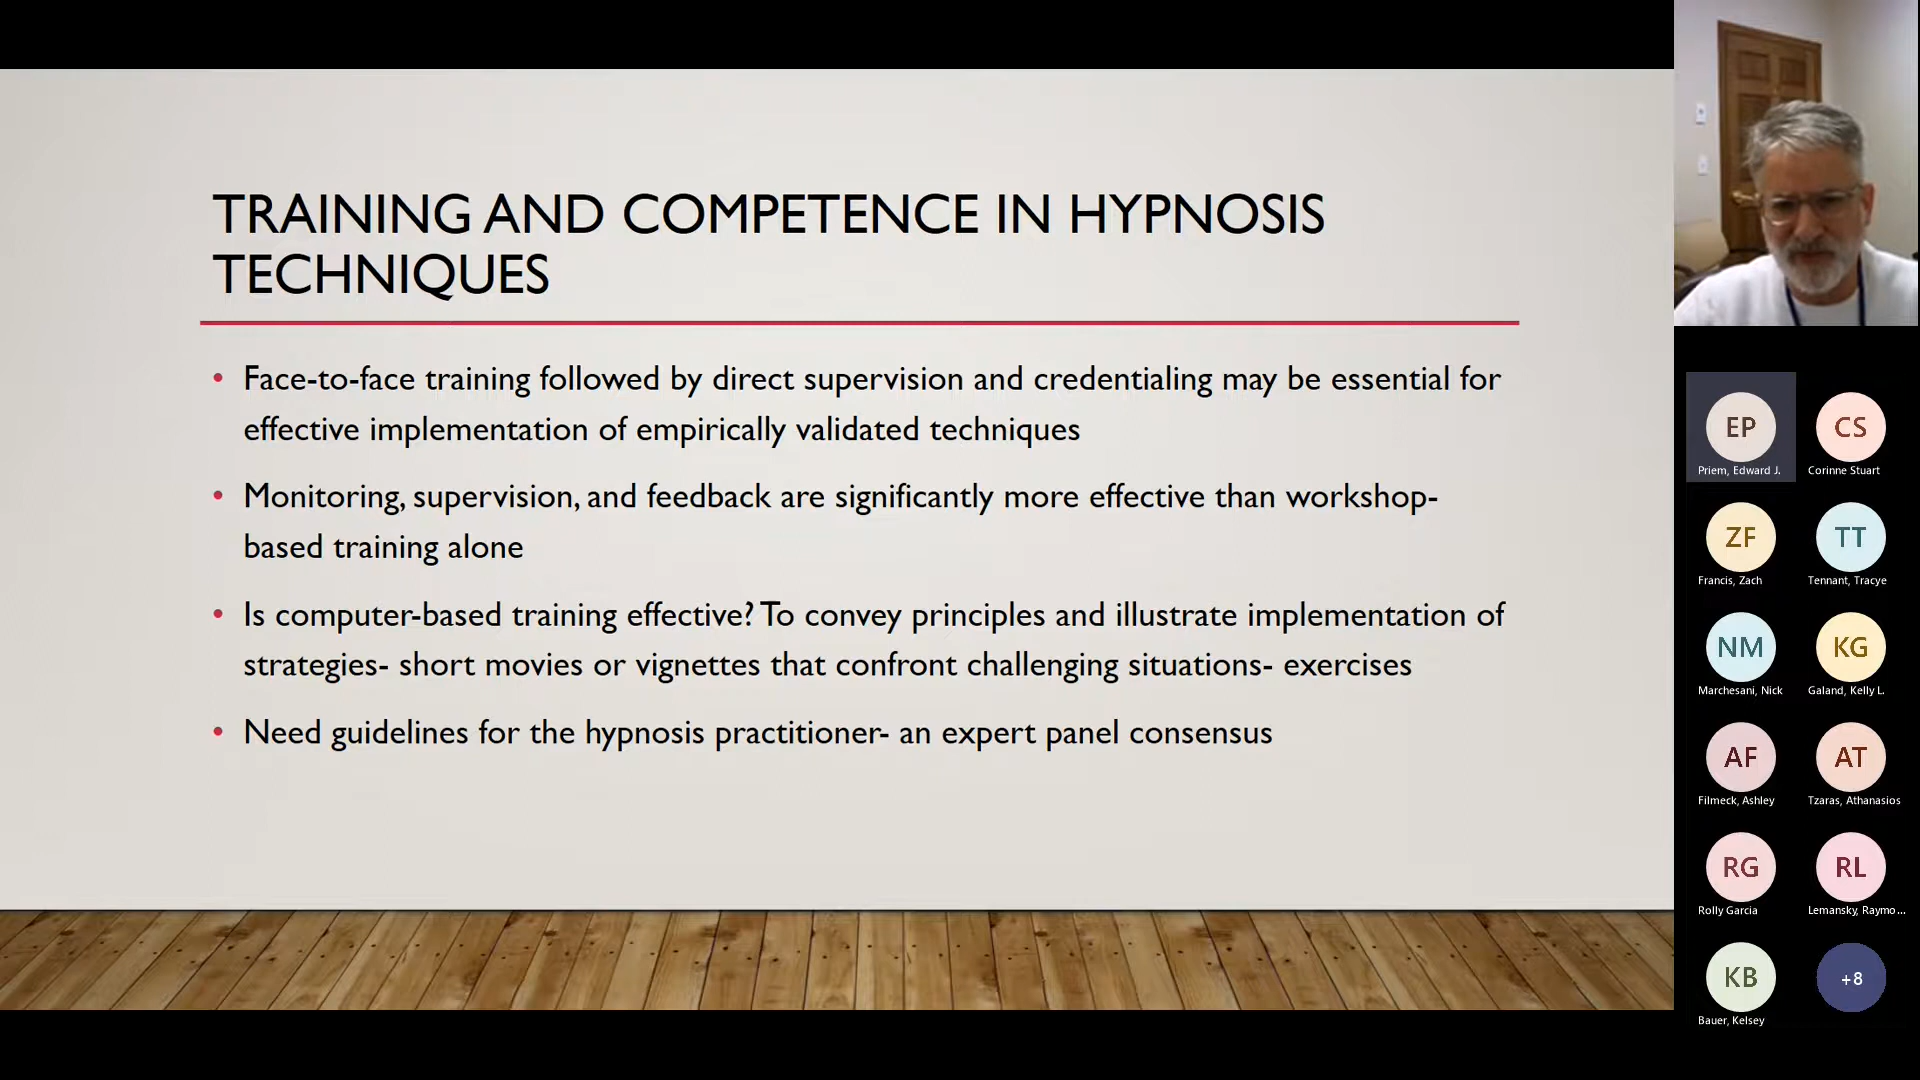 TRAINING AND COMPETENCE IN HYPNOSIS
TECHNIQUES
• Face-to-face training followed by direct supervision and credentialing may be essential for
effective implementation of empirically validated techniques
• Monitoring, supervision, and feedback are significantly more effective than workshop-
based training alone
• Is computer-based training effective? To convey principles and illustrate implementation of
strategies- short movies or vignettes that confront challenging situations- exercises
• Need guidelines for the hypnosis practitioner- an expert panel consensus
EP
Priem, Edward J.
CS
Corinne Stuart
ZF
Francis, Zach
TT
Tennant, Tracye
NM
Marchesani, Nick
KG
Galand, Kelly L.
AF
Filmeck, Ashley
AT
Tzaras, Athanasios
RG
Rolly Garcia
RL
Lemansky, Raymo...
KB
Bauer, Kelsey
+8